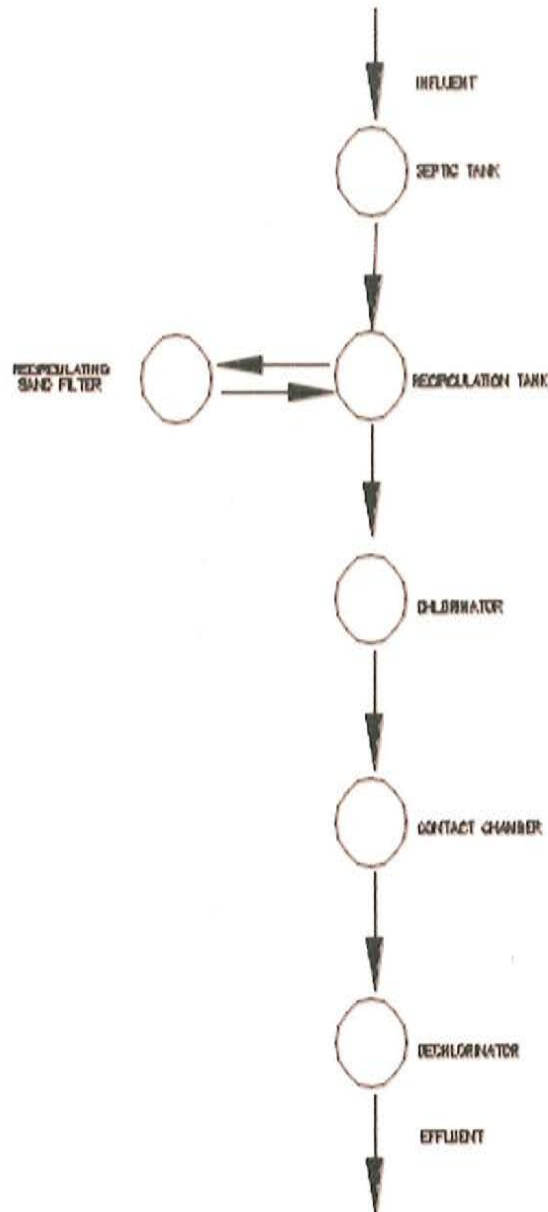 INFLUENT
SEPTIC TANK
RECIRCULATING
SAND FILTER
RECIRCULATION TANK
CHLORINATOR
CONTACT CHAMBER
DECHLORINATOR
EFFLUENT